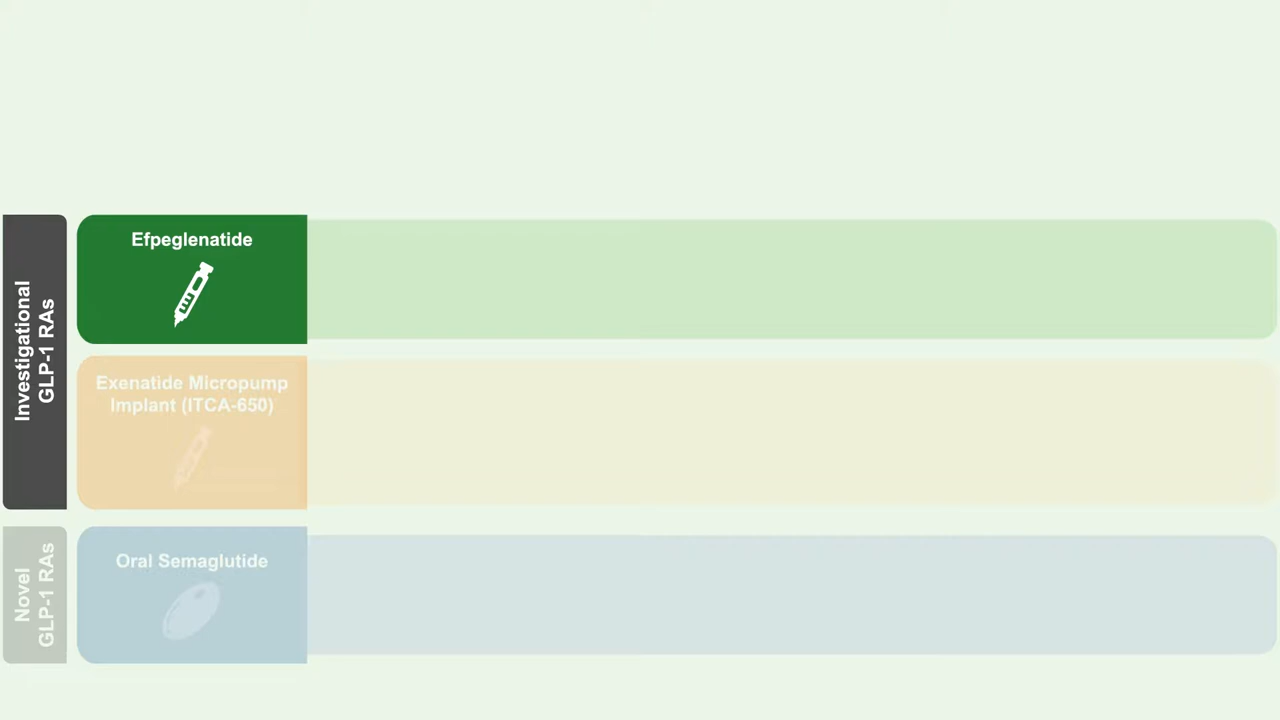 Investigational
GLP-1 RAs
Efpeglenatide
Exenatide Micropump
Implant (ITCA-650)
Novel
GLP-1 RAs
Oral Semaglutide